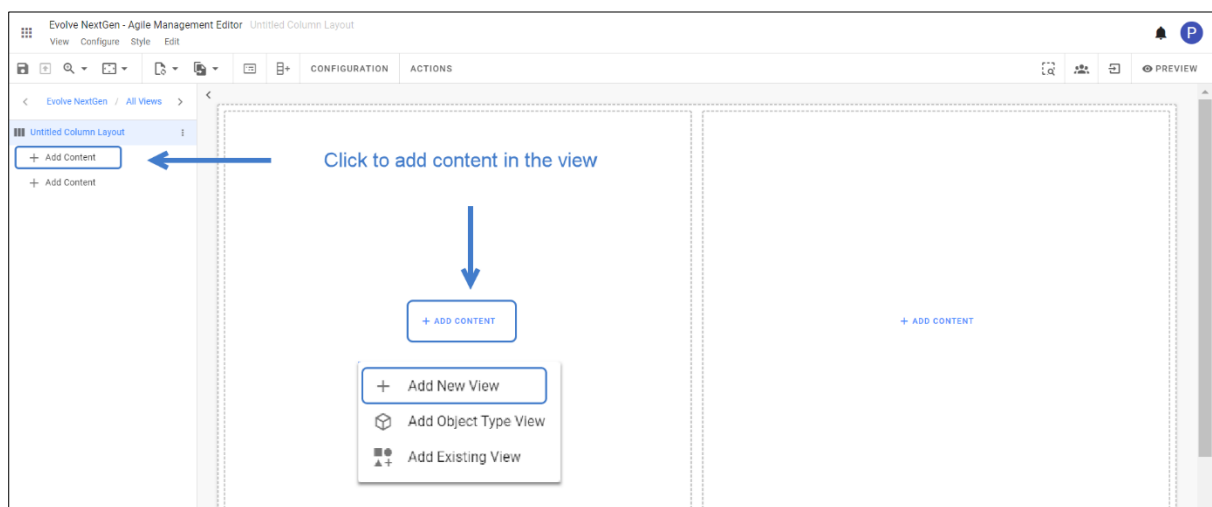 Evolve NextGen - Agile Management Editor Untitled Column Layout
View Configure Style Edit
P
CONFIGURATION ACTIONS PREVIEW
Evolve NextGen / All Views
Untitled Column Layout
+ Add Content
+ Add Content
Click to add content in the view
+ ADD CONTENT
+ ADD CONTENT
+ Add New View
Add Object Type View
Add Existing View